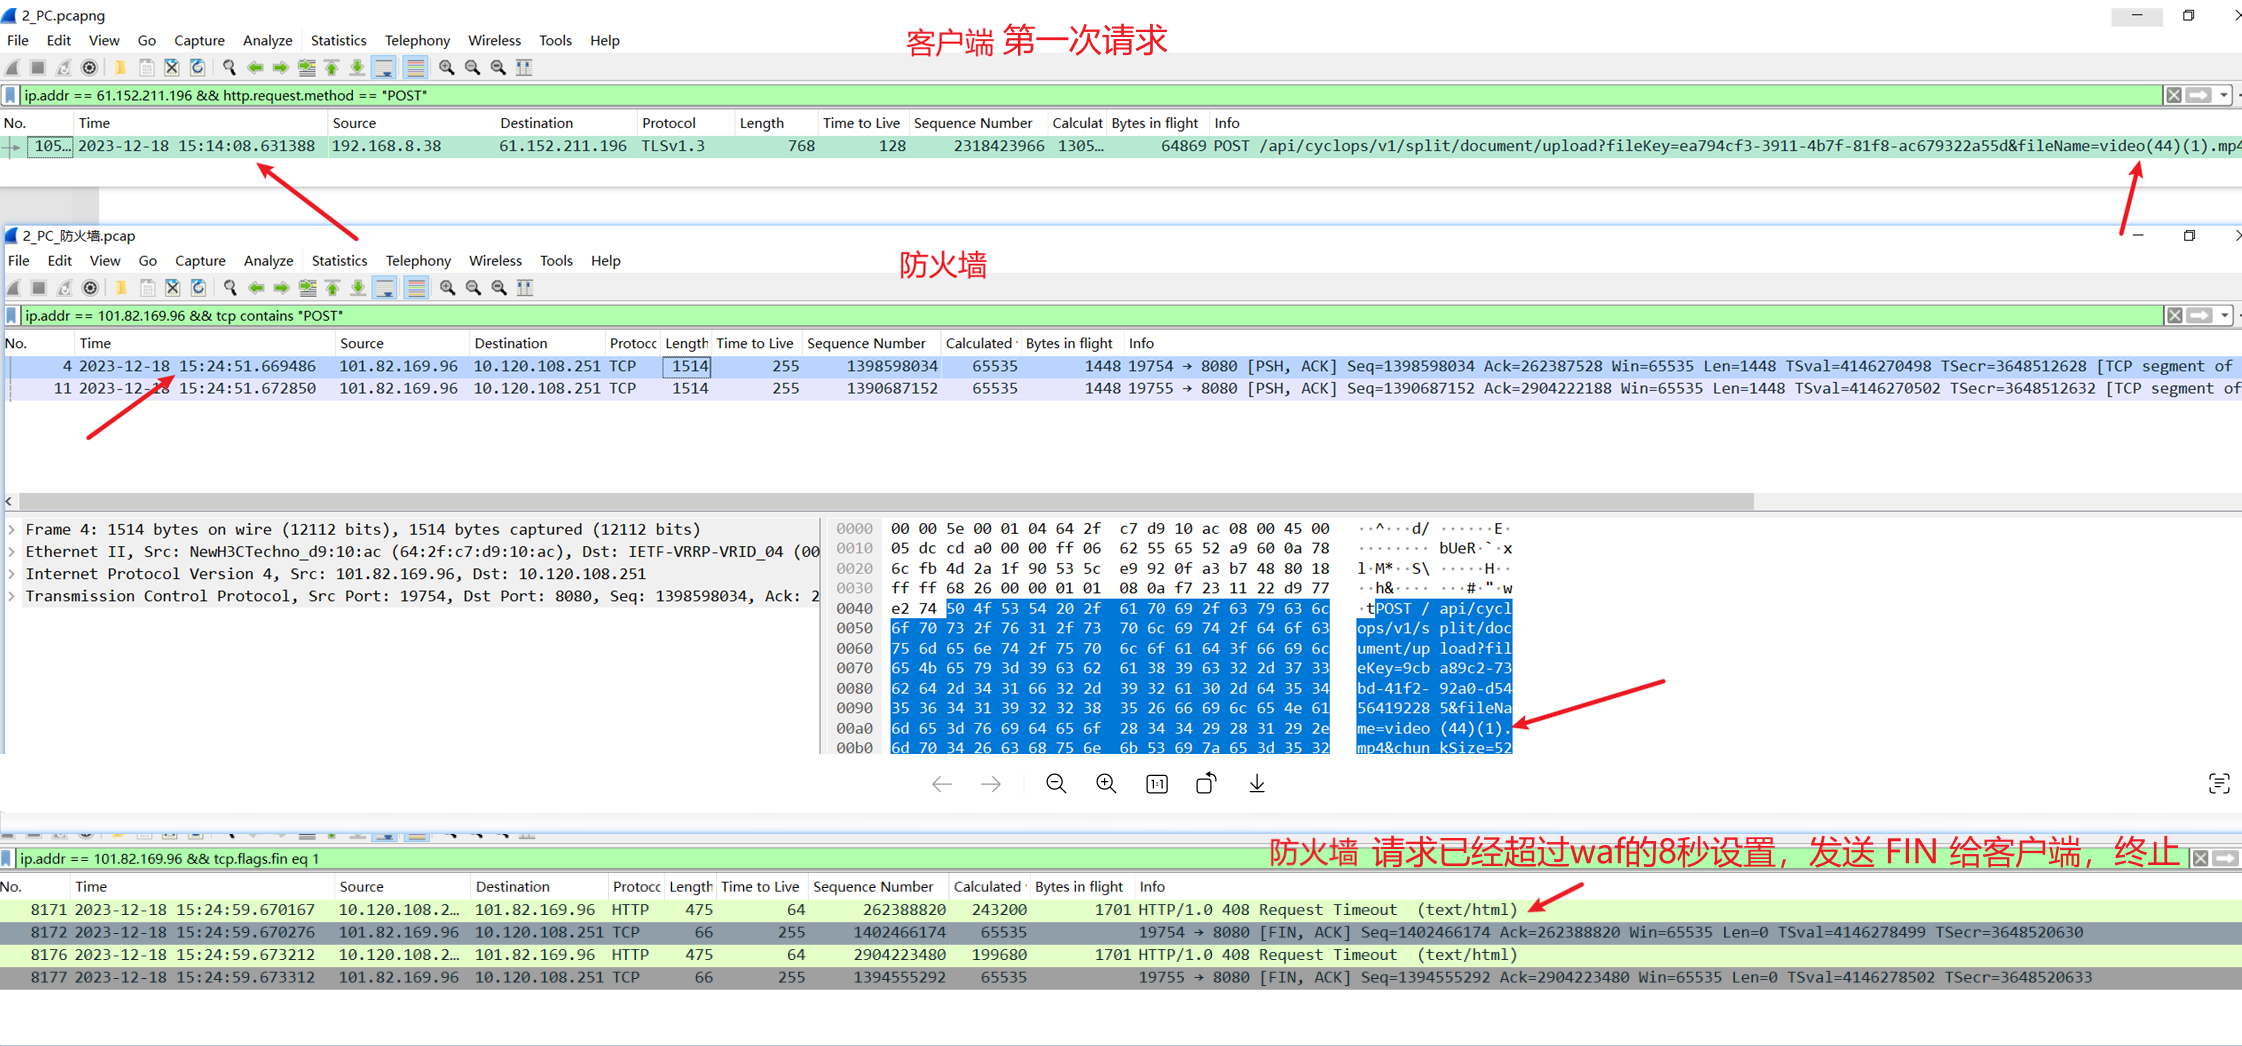 2_PC.pcapng
File Edit View Go Capture Analyze Statistics Telephony Wireless Tools Help
客户端 第一次请求
ip.addr == 61.152.211.196 && http.request.method == "POST"
No. Time Source Destination Protocol Length Time to Live Sequence Number Calculat Bytes in flight Info
105... 2023-12-18 15:14:08.631388 192.168.8.38 61.152.211.196 TLSv1.3 768 128 2318423966 1305... 64869 POST /api/cyclops/v1/split/document/upload?fileKey=ea794cf3-3911-4b7f-81f8-ac679322a55d&fileName=video(44)(1).mp4
2_PC_防火墙.pcap
File Edit View Go Capture Analyze Statistics Telephony Wireless Tools Help
防火墙
ip.addr == 101.82.169.96 && tcp contains "POST"
No. Time Source Destination Protocc Length Time to Live Sequence Number Calculated Bytes in flight Info
4 2023-12-18 15:24:51.669486 101.82.169.96 10.120.108.251 TCP 1514 255 1398598034 65535 1448 19754 → 8080 [PSH, ACK] Seq=1398598034 Ack=262387528 Win=65535 Len=1448 TSval=4146270498 TSecr=3648512628 [TCP segment of
11 2023-12-18 15:24:51.672850 101.82.169.96 10.120.108.251 TCP 1514 255 1390687152 65535 1448 19755 → 8080 [PSH, ACK] Seq=1390687152 Ack=2904222188 Win=65535 Len=1448 TSval=4146270502 TSecr=3648512632 [TCP segment of
Frame 4: 1514 bytes on wire (12112 bits), 1514 bytes captured (12112 bits)
Ethernet II, Src: NewH3CTechno_d9:10:ac (64:2f:c7:d9:10:ac), Dst: IETF-VRRP-VRID_04 (00
Internet Protocol Version 4, Src: 101.82.169.96, Dst: 10.120.108.251
Transmission Control Protocol, Src Port: 19754, Dst Port: 8080, Seq: 1398598034, Ack: 2
0000 00 00 5e 00 01 04 64 2f c7 d9 10 ac 08 00 45 00 ··^···d/ ······E·
0010 05 dc cd a0 00 00 ff 06 62 55 65 52 a9 60 0a 78 ········ bUeR·`·x
0020 6c fb 4d 2a 1f 90 53 5c e9 92 0f a3 b7 48 80 18 l·M*··S\ ·····H··
0030 ff ff 68 26 00 00 01 01 08 0a f7 23 11 22 d9 77 ··h&···· ···#·"·w
0040 e2 74 50 4f 53 54 20 2f 61 70 69 2f 63 79 63 6c ·tPOST / api/cycl
0050 6f 70 73 2f 76 31 2f 73 70 6c 69 74 2f 64 6f 63 ops/v1/s plit/doc
0060 75 6d 65 6e 74 2f 75 70 6c 6f 61 64 3f 66 69 6c ument/up load?fil
0070 65 4b 65 79 3d 39 63 62 61 38 39 63 32 2d 37 33 eKey=9cb a89c2-73
0080 62 64 2d 34 31 66 32 2d 39 32 61 30 2d 64 35 34 bd-41f2- 92a0-d54
0090 35 36 34 31 39 32 32 38 35 26 66 69 6c 65 4e 61 56419228 5&fileNa
00a0 6d 65 3d 76 69 64 65 6f 28 34 34 29 28 31 29 2e me=video (44)(1).
00b0 6d 70 34 26 63 68 75 6e 6b 53 69 7a 65 3d 35 32 mp4&chun kSize=52
1:1
防火墙 请求已经超过waf的8秒设置，发送 FIN 给客户端，终止
ip.addr == 101.82.169.96 && tcp.flags.fin eq 1
No. Time Source Destination Protocc Length Time to Live Sequence Number Calculated Bytes in flight Info
8171 2023-12-18 15:24:59.670167 10.120.108.2... 101.82.169.96 HTTP 475 64 262388820 243200 1701 HTTP/1.0 408 Request Timeout (text/html)
8172 2023-12-18 15:24:59.670276 101.82.169.96 10.120.108.251 TCP 66 255 1402466174 65535 19754 → 8080 [FIN, ACK] Seq=1402466174 Ack=262388820 Win=65535 Len=0 TSval=4146278499 TSecr=3648520630
8176 2023-12-18 15:24:59.673212 10.120.108.2... 101.82.169.96 HTTP 475 64 2904223480 199680 1701 HTTP/1.0 408 Request Timeout (text/html)
8177 2023-12-18 15:24:59.673312 101.82.169.96 10.120.108.251 TCP 66 255 1394555292 65535 19755 → 8080 [FIN, ACK] Seq=1394555292 Ack=2904223480 Win=65535 Len=0 TSval=4146278502 TSecr=3648520633